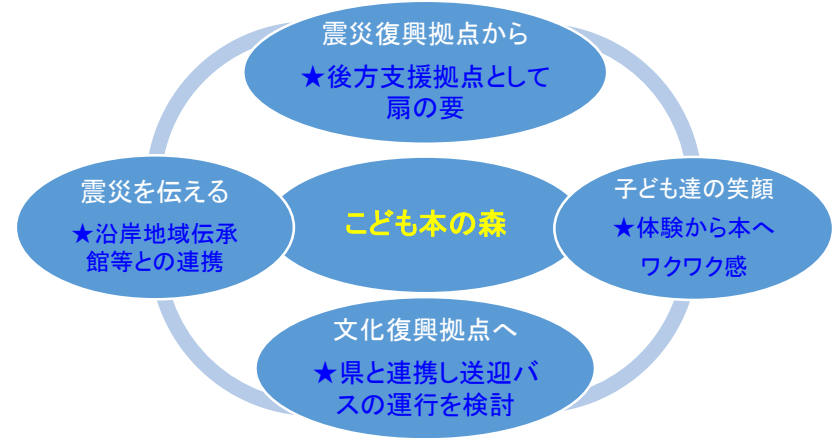 震災復興拠点から
★後方支援拠点として
扇の要
震災を伝える
★沿岸地域伝承
館等との連携
こども本の森
子ども達の笑顔
★体験から本へ
ワクワク感
文化復興拠点へ
★県と連携し送迎バ
スの運行を検討